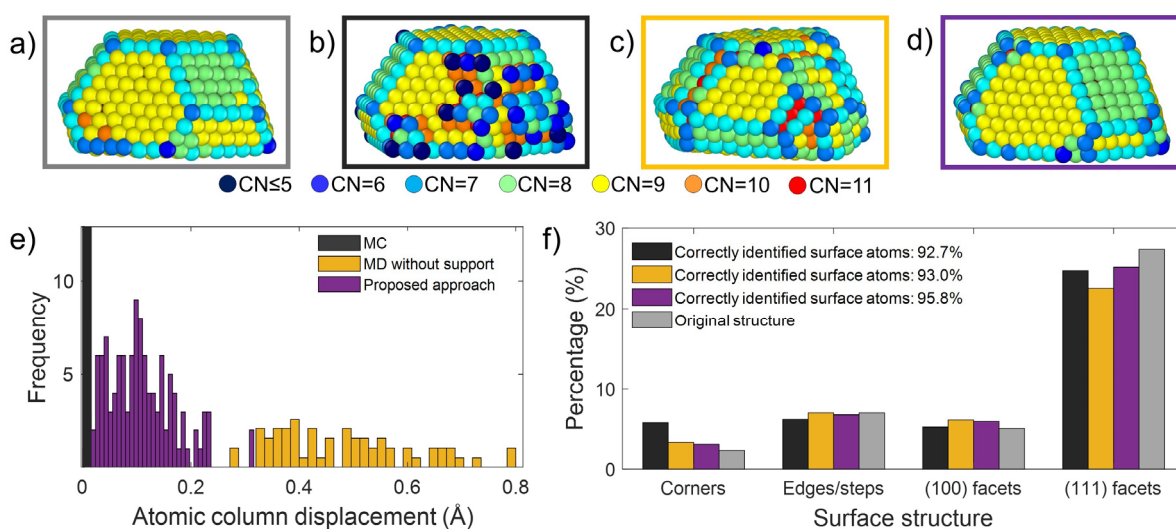 a)
b)
c)
d)
CN≤5 CN=6 CN=7 CN=8 CN=9 CN=10 CN=11
e)
MC
MD without support
Proposed approach
10
5
Frequency
0 0.2 0.4 0.6 0.8
Atomic column displacement (Å)
f)
Correctly identified surface atoms: 92.7%
Correctly identified surface atoms: 93.0%
Correctly identified surface atoms: 95.8%
Original structure
30
20
10
0
Percentage (%)
Corners Edges/steps (100) facets (111) facets
Surface structure